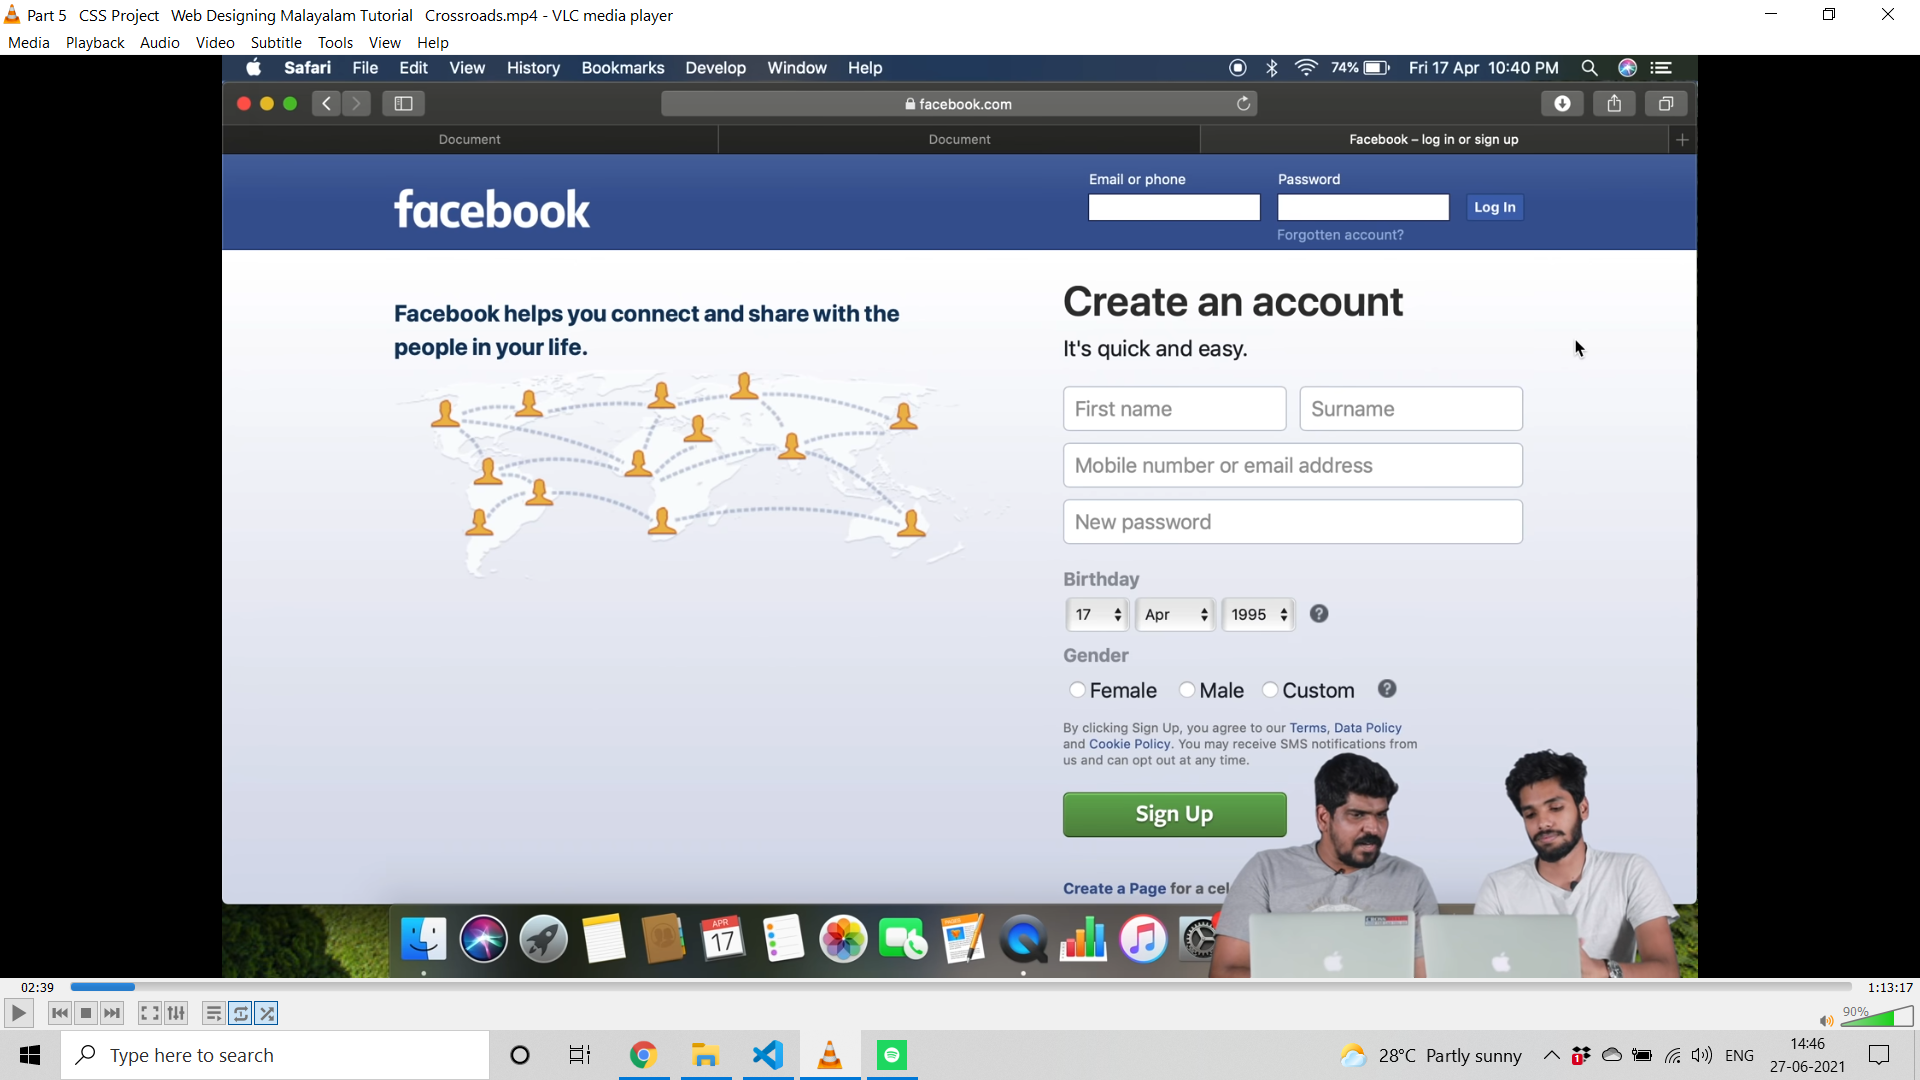 Part 5 CSS Project Web Designing Malayalam Tutorial Crossroads.mp4 - VLC media player
Media Playback Audio Video Subtitle Tools View Help
Safari File Edit View History Bookmarks Develop Window Help 74% Fri 17 Apr 10:40 PM
facebook.com
Document Document Facebook – log in or sign up
Email or phone Password
facebook
Log In
Forgotten account?
Facebook helps you connect and share with the
people in your life.
Create an account
It's quick and easy.
First name Surname
Mobile number or email address
New password
Birthday
17 Apr 1995
Gender
Female Male Custom
By clicking Sign Up, you agree to our Terms, Data Policy
and Cookie Policy. You may receive SMS notifications from
us and can opt out at any time.
Sign Up
Create a Page for a cel
APR
17
PAGES
02:39 1:13:17
90%
Type here to search
28°C Partly sunny
1
ENG
14:46
27-06-2021